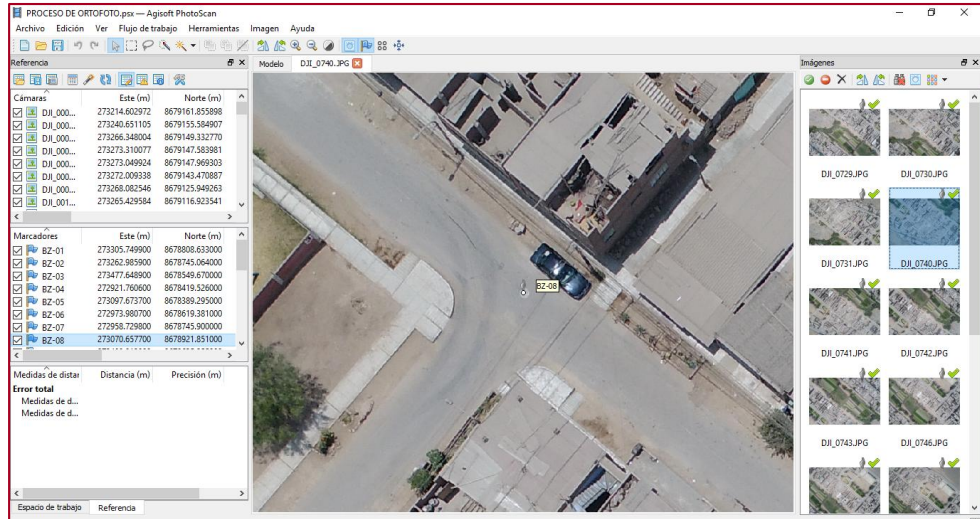 PROCESO DE ORTOFOTO.psx — Agisoft PhotoScan
Archivo Edición Ver Flujo de trabajo Herramientas Imagen Ayuda
Referencia
Modelo DJI_0740.JPG
Imágenes
Cámaras Este (m) Norte (m)
DJI_000... 273214.602972 8679161.855898
DJI_000... 273240.651105 8679155.584907
DJI_000... 273266.348004 8679149.332770
DJI_000... 273273.310077 8679147.583981
DJI_000... 273273.049924 8679147.969303
DJI_000... 273272.009338 8679143.470887
DJI_000... 273268.082546 8679125.949263
DJI_001... 273265.429584 8679116.923541
Marcadores Este (m) Norte (m)
BZ-01 273305.749900 8678808.633000
BZ-02 273262.985900 8678745.064000
BZ-03 273477.648900 8678549.670000
BZ-04 272921.760600 8678419.526000
BZ-05 273097.673700 8678389.295000
BZ-06 272973.980700 8678619.381000
BZ-07 272958.729800 8678745.900000
BZ-08 273070.657700 8678921.851000
Medidas de distar Distancia (m) Precisión (m)
Error total
Medidas de d...
Medidas de d...
Espacio de trabajo Referencia
BZ-08
DJI_0729.JPG DJI_0730.JPG
DJI_0731.JPG DJI_0740.JPG
DJI_0741.JPG DJI_0742.JPG
DJI_0743.JPG DJI_0746.JPG